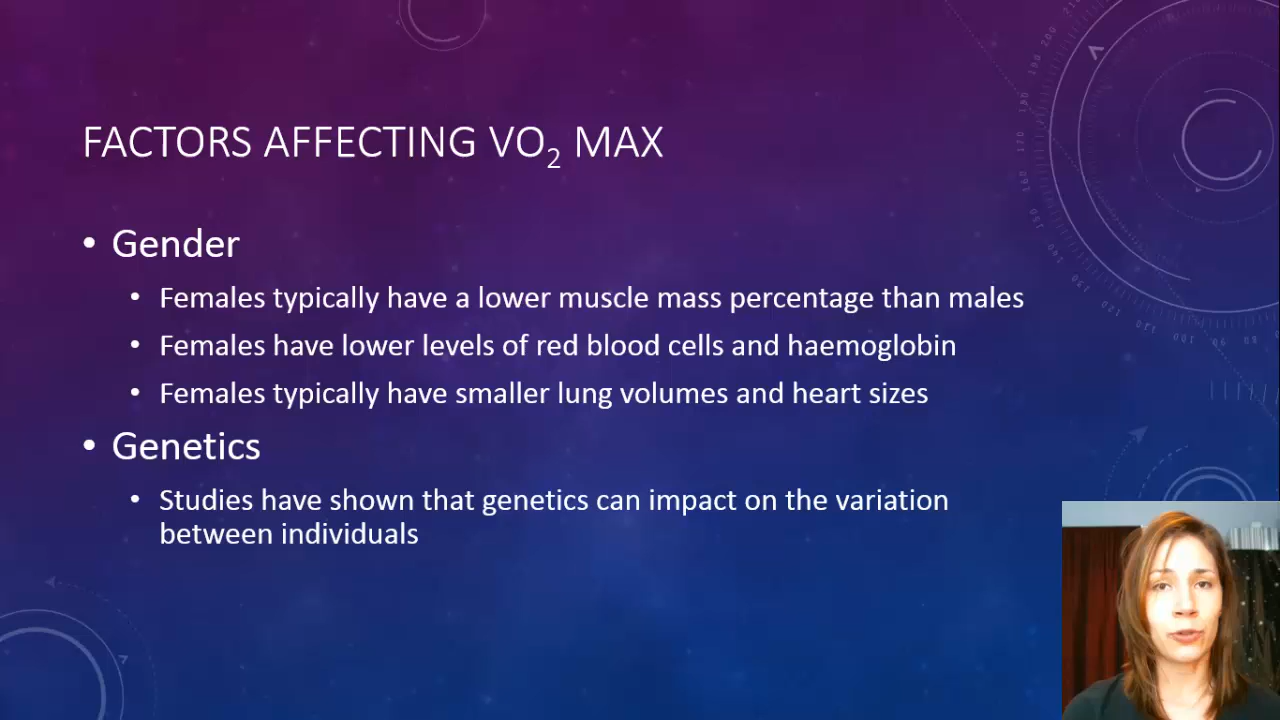 FACTORS AFFECTING VO₂ MAX
• Gender
• Females typically have a lower muscle mass percentage than males
• Females have lower levels of red blood cells and haemoglobin
• Females typically have smaller lung volumes and heart sizes
• Genetics
• Studies have shown that genetics can impact on the variation
between individuals